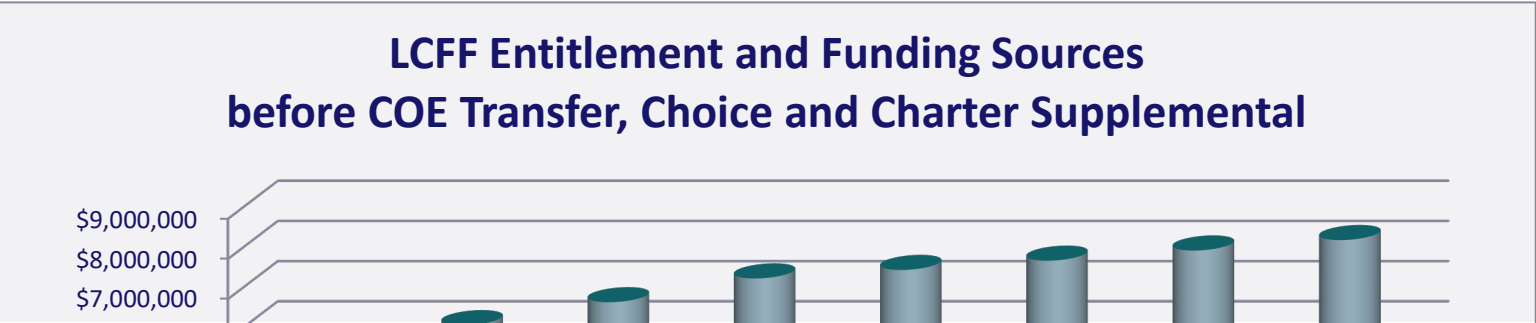 LCFF Entitlement and Funding Sources
before COE Transfer, Choice and Charter Supplemental
$9,000,000
$8,000,000
$7,000,000